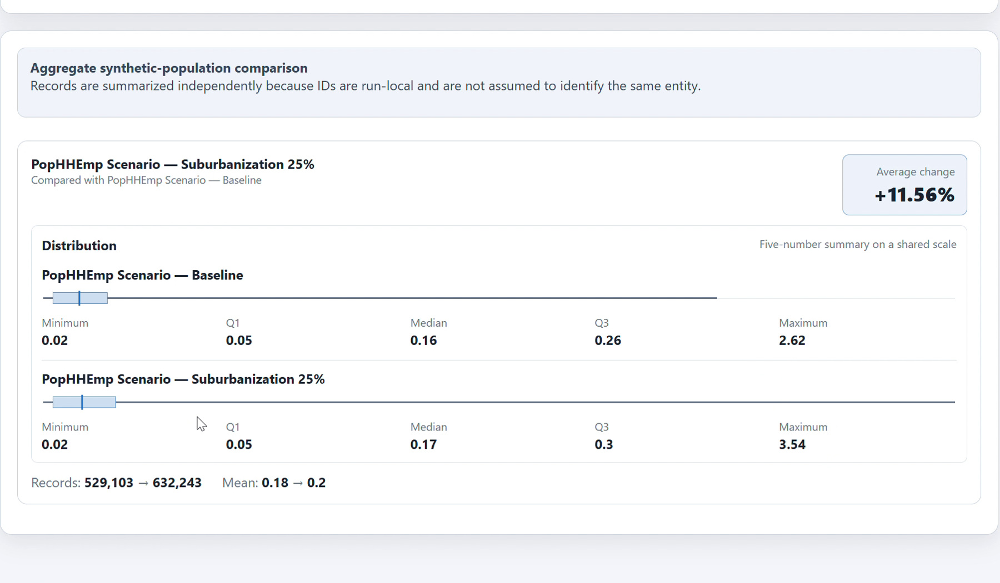 Aggregate synthetic-population comparison
Records are summarized independently because IDs are run-local and are not assumed to identify the same entity.
PopHHEmp Scenario — Suburbanization 25%
Compared with PopHHEmp Scenario — Baseline
Average change
+11.56%
Distribution
Five-number summary on a shared scale
PopHHEmp Scenario — Baseline
Minimum Q1 Median Q3 Maximum
0.02 0.05 0.16 0.26 2.62
PopHHEmp Scenario — Suburbanization 25%
Minimum Q1 Median Q3 Maximum
0.02 0.05 0.17 0.3 3.54
Records: 529,103 → 632,243 Mean: 0.18 → 0.2